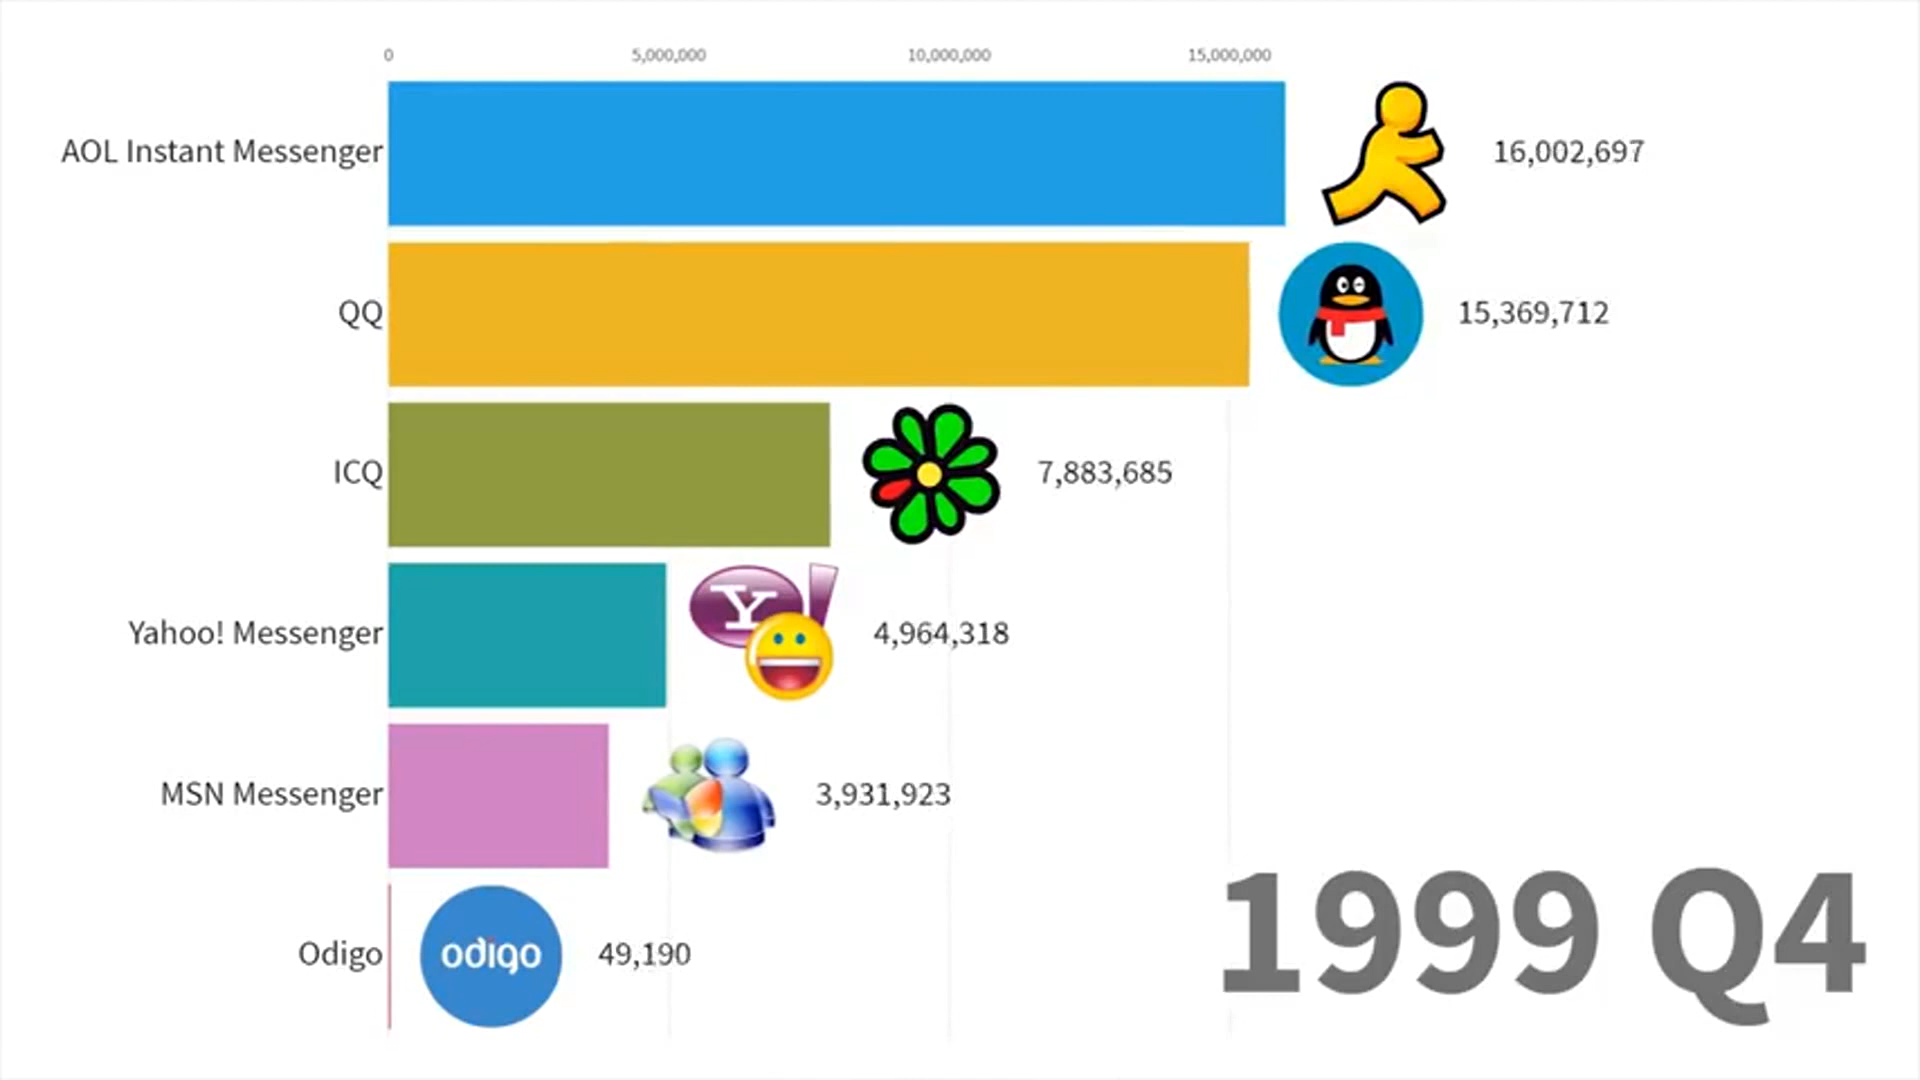 0 5,000,000 10,000,000 15,000,000
AOL Instant Messenger 16,002,697
QQ 15,369,712
ICQ 7,883,685
Yahoo! Messenger Y! 4,964,318
MSN Messenger 3,931,923
Odigo odigo 49,190
1999 Q4